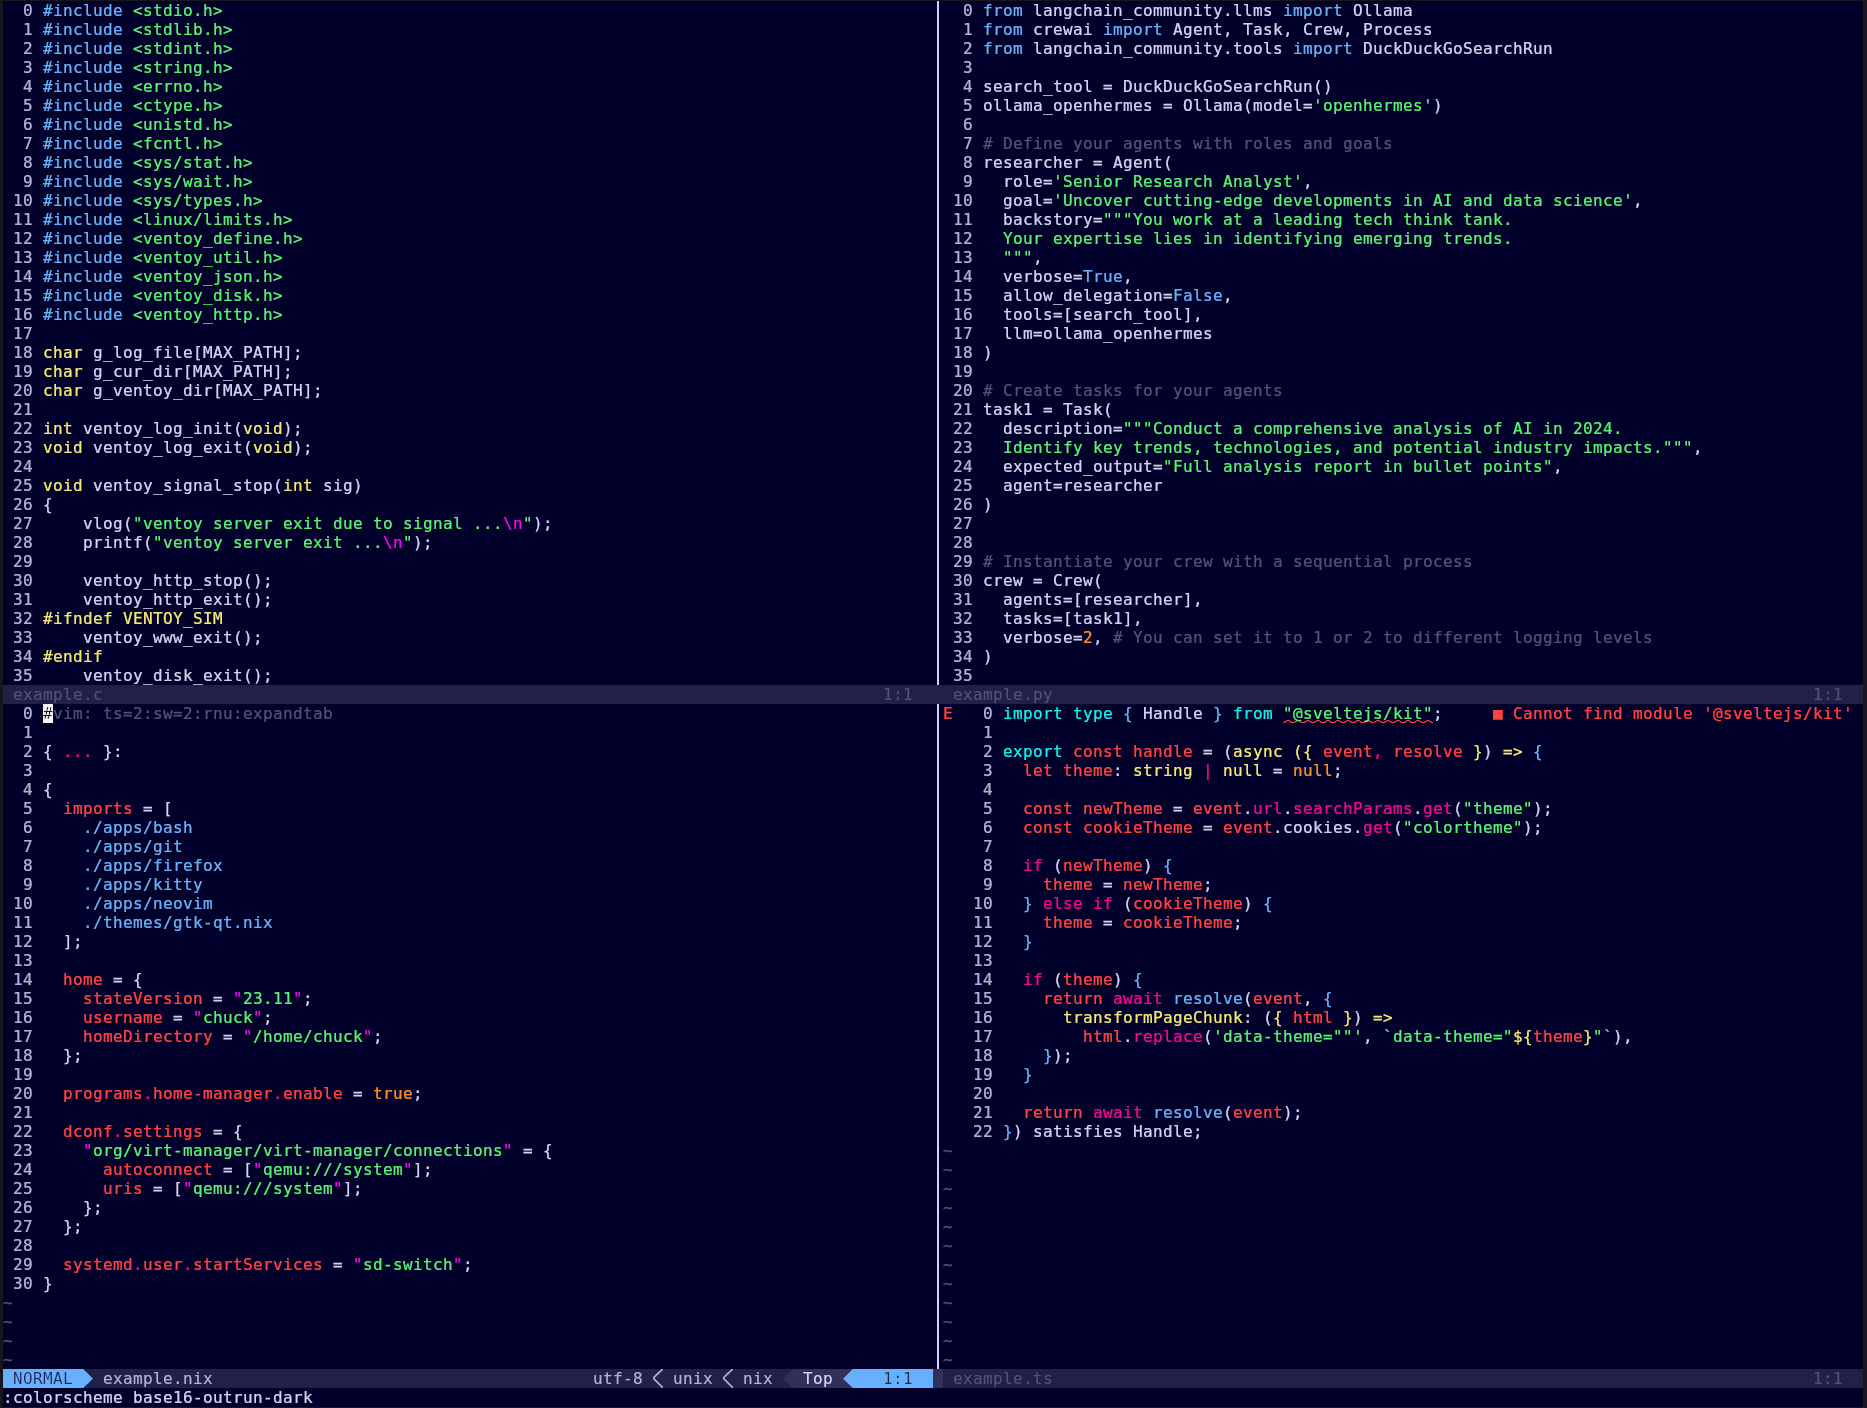 0 #include <stdio.h>
1 #include <stdlib.h>
2 #include <stdint.h>
3 #include <string.h>
4 #include <errno.h>
5 #include <ctype.h>
6 #include <unistd.h>
7 #include <fcntl.h>
8 #include <sys/stat.h>
9 #include <sys/wait.h>
10 #include <sys/types.h>
11 #include <linux/limits.h>
12 #include <ventoy_define.h>
13 #include <ventoy_util.h>
14 #include <ventoy_json.h>
15 #include <ventoy_disk.h>
16 #include <ventoy_http.h>
17
18 char g_log_file[MAX_PATH];
19 char g_cur_dir[MAX_PATH];
20 char g_ventoy_dir[MAX_PATH];
21
22 int ventoy_log_init(void);
23 void ventoy_log_exit(void);
24
25 void ventoy_signal_stop(int sig)
26 {
27     vlog("ventoy server exit due to signal ...\n");
28     printf("ventoy server exit ...\n");
29
30     ventoy_http_stop();
31     ventoy_http_exit();
32 #ifndef VENTOY_SIM
33     ventoy_www_exit();
34 #endif
35     ventoy_disk_exit();
example.c 1:1
0 from langchain_community.llms import Ollama
1 from crewai import Agent, Task, Crew, Process
2 from langchain_community.tools import DuckDuckGoSearchRun
3
4 search_tool = DuckDuckGoSearchRun()
5 ollama_openhermes = Ollama(model='openhermes')
6
7 # Define your agents with roles and goals
8 researcher = Agent(
9   role='Senior Research Analyst',
10   goal='Uncover cutting-edge developments in AI and data science',
11   backstory="""You work at a leading tech think tank.
12   Your expertise lies in identifying emerging trends.
13   """,
14   verbose=True,
15   allow_delegation=False,
16   tools=[search_tool],
17   llm=ollama_openhermes
18 )
19
20 # Create tasks for your agents
21 task1 = Task(
22   description="""Conduct a comprehensive analysis of AI in 2024.
23   Identify key trends, technologies, and potential industry impacts.""",
24   expected_output="Full analysis report in bullet points",
25   agent=researcher
26 )
27
28
29 # Instantiate your crew with a sequential process
30 crew = Crew(
31   agents=[researcher],
32   tasks=[task1],
33   verbose=2, # You can set it to 1 or 2 to different logging levels
34 )
35
example.py 1:1
0 #vim: ts=2:sw=2:rnu:expandtab
1
2 { ... }:
3
4 {
5   imports = [
6     ./apps/bash
7     ./apps/git
8     ./apps/firefox
9     ./apps/kitty
10     ./apps/neovim
11     ./themes/gtk-qt.nix
12   ];
13
14   home = {
15     stateVersion = "23.11";
16     username = "chuck";
17     homeDirectory = "/home/chuck";
18   };
19
20   programs.home-manager.enable = true;
21
22   dconf.settings = {
23     "org/virt-manager/virt-manager/connections" = {
24       autoconnect = ["qemu:///system"];
25       uris = ["qemu:///system"];
26     };
27   };
28
29   systemd.user.startServices = "sd-switch";
30 }
~
~
~
~
NORMAL example.nix utf-8 unix nix Top 1:1
E 0 import type { Handle } from "@sveltejs/kit"; ■ Cannot find module '@sveltejs/kit'
1
2 export const handle = (async ({ event, resolve }) => {
3   let theme: string | null = null;
4
5   const newTheme = event.url.searchParams.get("theme");
6   const cookieTheme = event.cookies.get("colortheme");
7
8   if (newTheme) {
9     theme = newTheme;
10   } else if (cookieTheme) {
11     theme = cookieTheme;
12   }
13
14   if (theme) {
15     return await resolve(event, {
16       transformPageChunk: ({ html }) =>
17         html.replace('data-theme=""', `data-theme="${theme}"`),
18     });
19   }
20
21   return await resolve(event);
22 }) satisfies Handle;
~
~
~
~
~
~
~
~
~
~
~
~
example.ts 1:1
:colorscheme base16-outrun-dark